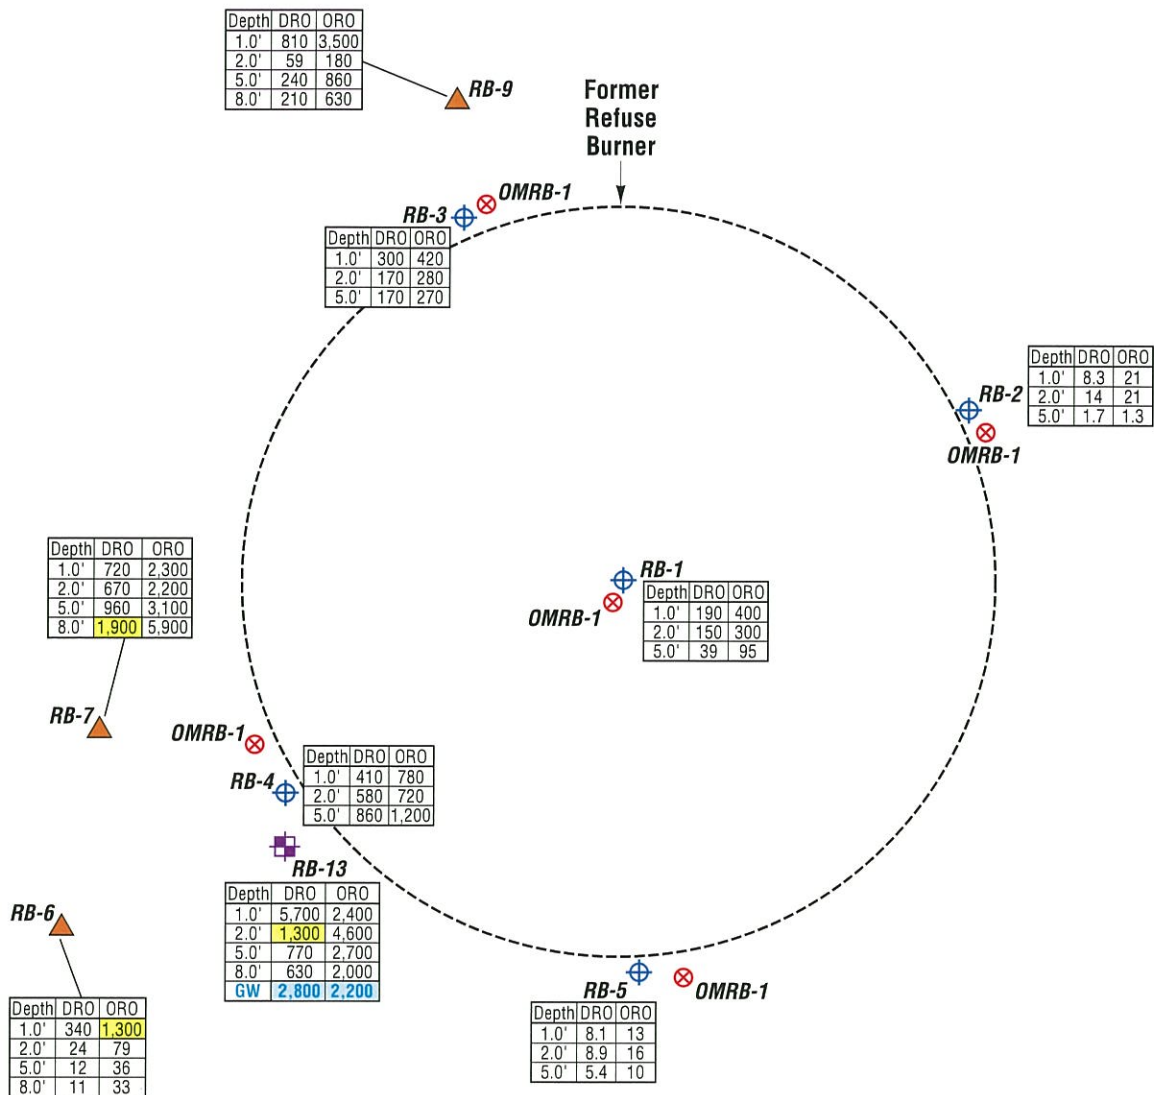 Depth DRO ORO
1.0' 810 3,500
2.0' 59 180
5.0' 240 860
8.0' 210 630
RB-9
Former
Refuse
Burner
OMRB-1
RB-3
Depth DRO ORO
1.0' 300 420
2.0' 170 280
5.0' 170 270
Depth DRO ORO
1.0' 8.3 21
2.0' 14 21
5.0' 1.7 1.3
RB-2
OMRB-1
Depth DRO ORO
1.0' 720 2,300
2.0' 670 2,200
5.0' 960 3,100
8.0' 1,900 5,900
RB-1
OMRB-1
Depth DRO ORO
1.0' 190 400
2.0' 150 300
5.0' 39 95
RB-7
OMRB-1
RB-4
Depth DRO ORO
1.0' 410 780
2.0' 580 720
5.0' 860 1,200
RB-13
Depth DRO ORO
1.0' 5,700 2,400
2.0' 1,300 4,600
5.0' 770 2,700
8.0' 630 2,000
GW 2,800 2,200
RB-6
Depth DRO ORO
1.0' 340 1,300
2.0' 24 79
5.0' 12 36
8.0' 11 33
RB-5
OMRB-1
Depth DRO ORO
1.0' 8.1 13
2.0' 8.9 16
5.0' 5.4 10